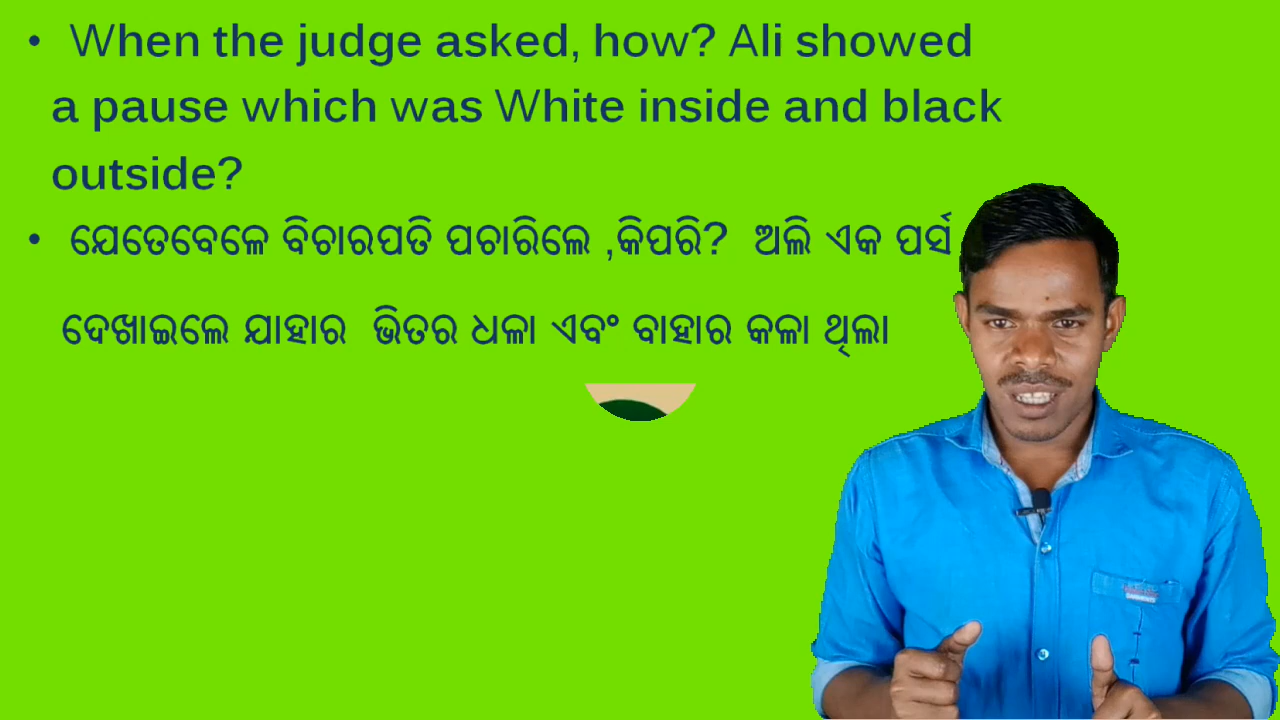 • When the judge asked, how? Ali showed
a pause which was White inside and black
outside?
• ଯେତେବେଳେ ବିଚାରପତି ପଚାରିଲେ ,କିପରି? ଅଲି ଏକ ପର୍ସ
ଦେଖାଇଲେ ଯାହାର ଭିତର ଧଳା ଏବଂ ବାହାର କଳା ଥିଲା